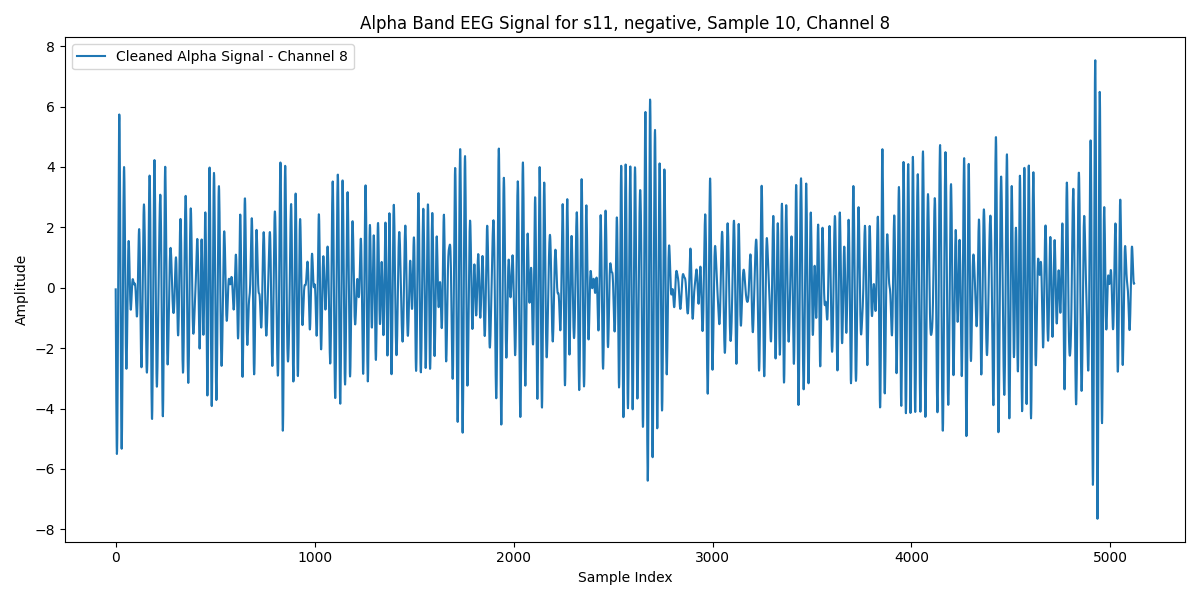 Alpha Band EEG Signal for s11, negative, Sample 10, Channel 8
Cleaned Alpha Signal - Channel 8
8
6
4
2
0
−2
−4
−6
−8
Amplitude
0 1000 2000 3000 4000 5000
Sample Index